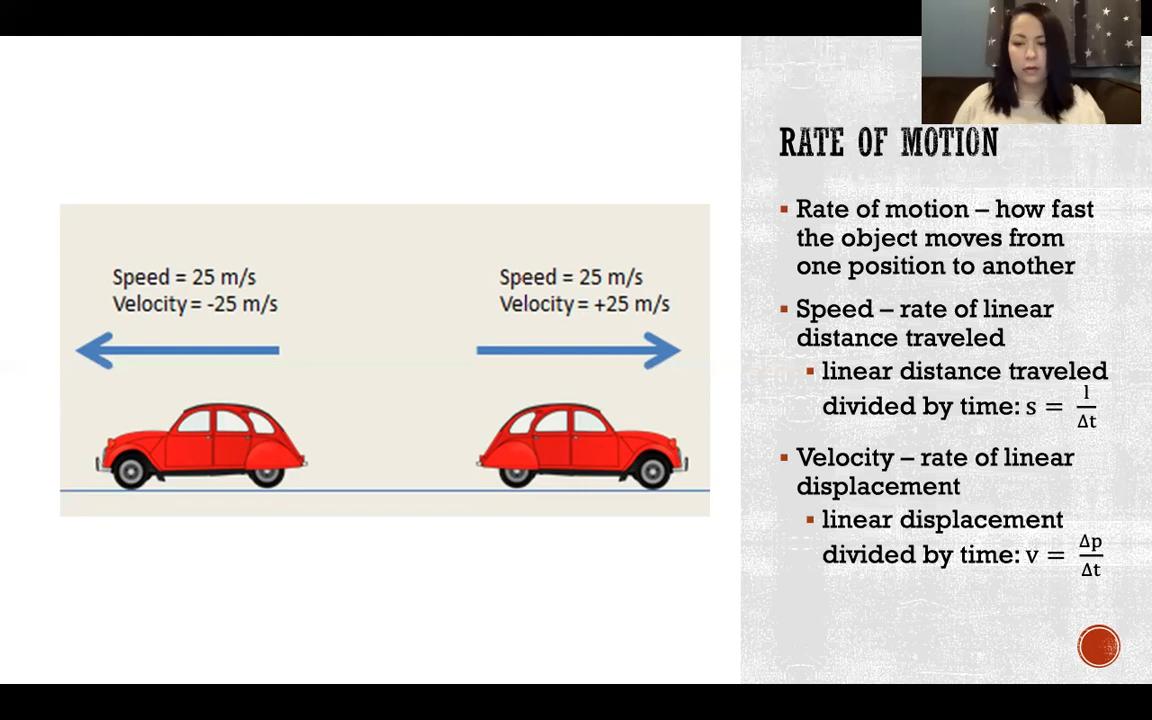 Speed = 25 m/s
Velocity = -25 m/s
Speed = 25 m/s
Velocity = +25 m/s
RATE OF MOTION
▪ Rate of motion – how fast
the object moves from
one position to another
▪ Speed – rate of linear
distance traveled
▪ linear distance traveled
divided by time: s = l/Δt
▪ Velocity – rate of linear
displacement
▪ linear displacement
divided by time: v = Δp/Δt